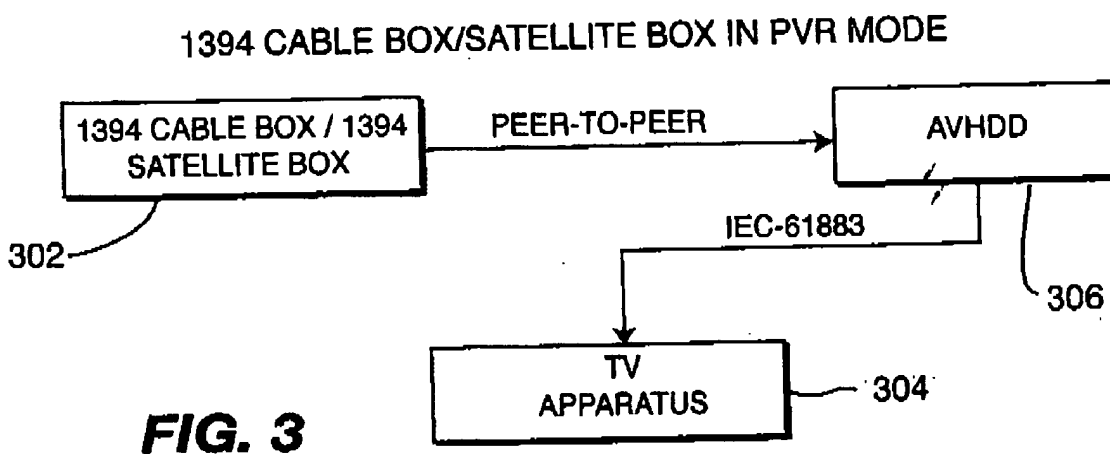 1394 CABLE BOX/SATELLITE BOX IN PVR MODE
1394 CABLE BOX / 1394
SATELLITE BOX
PEER-TO-PEER
AVHDD
302
IEC-61883
306
TV
APPARATUS
304
FIG. 3